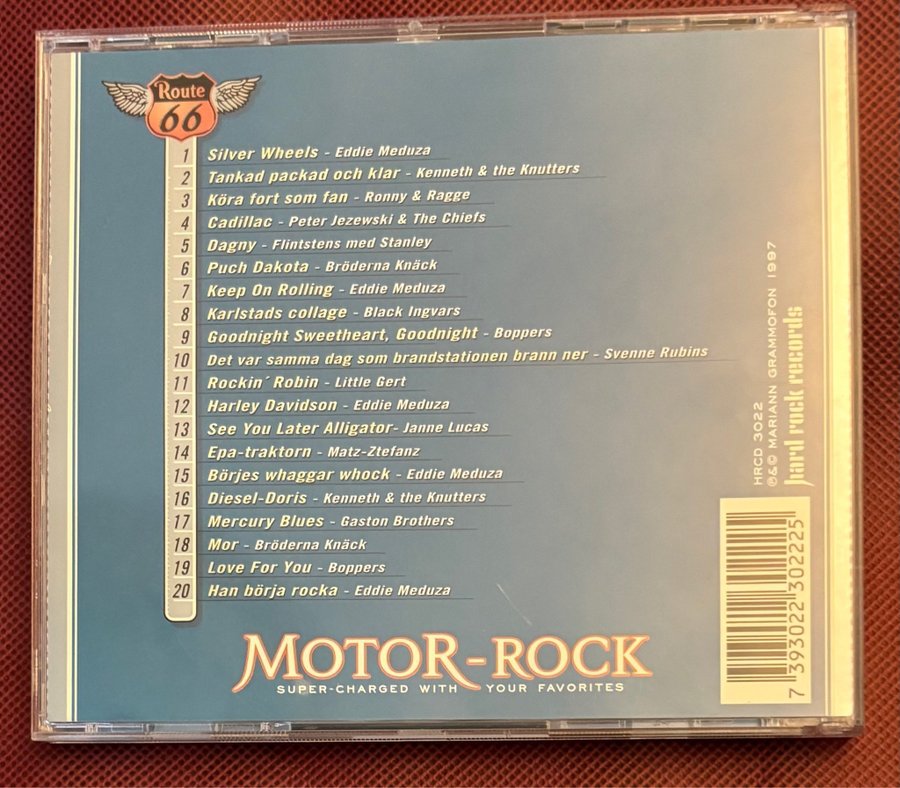 Route
66
1 Silver Wheels - Eddie Meduza
2 Tankad packad och klar - Kenneth & the Knutters
3 Köra fort som fan - Ronny & Ragge
4 Cadillac - Peter Jezewski & The Chiefs
5 Dagny - Flintstens med Stanley
6 Puch Dakota - Bröderna Knäck
7 Keep On Rolling - Eddie Meduza
8 Karlstads collage - Black Ingvars
9 Goodnight Sweetheart, Goodnight - Boppers
10 Det var samma dag som brandstationen brann ner - Svenne Rubins
11 Rockin´Robin - Little Gert
12 Harley Davidson - Eddie Meduza
13 See You Later Alligator- Janne Lucas
14 Epa-traktorn - Matz-Ztefanz
15 Börjes whaggar whock - Eddie Meduza
16 Diesel-Doris - Kenneth & the Knutters
17 Mercury Blues - Gaston Brothers
18 Mor - Bröderna Knäck
19 Love For You - Boppers
20 Han börja rocka - Eddie Meduza
MOTOR-ROCK
SUPER-CHARGED WITH YOUR FAVORITES
HRCD 3022
℗&© MARIANN GRAMMOFON 1997
hard rock records
7 393022 302225